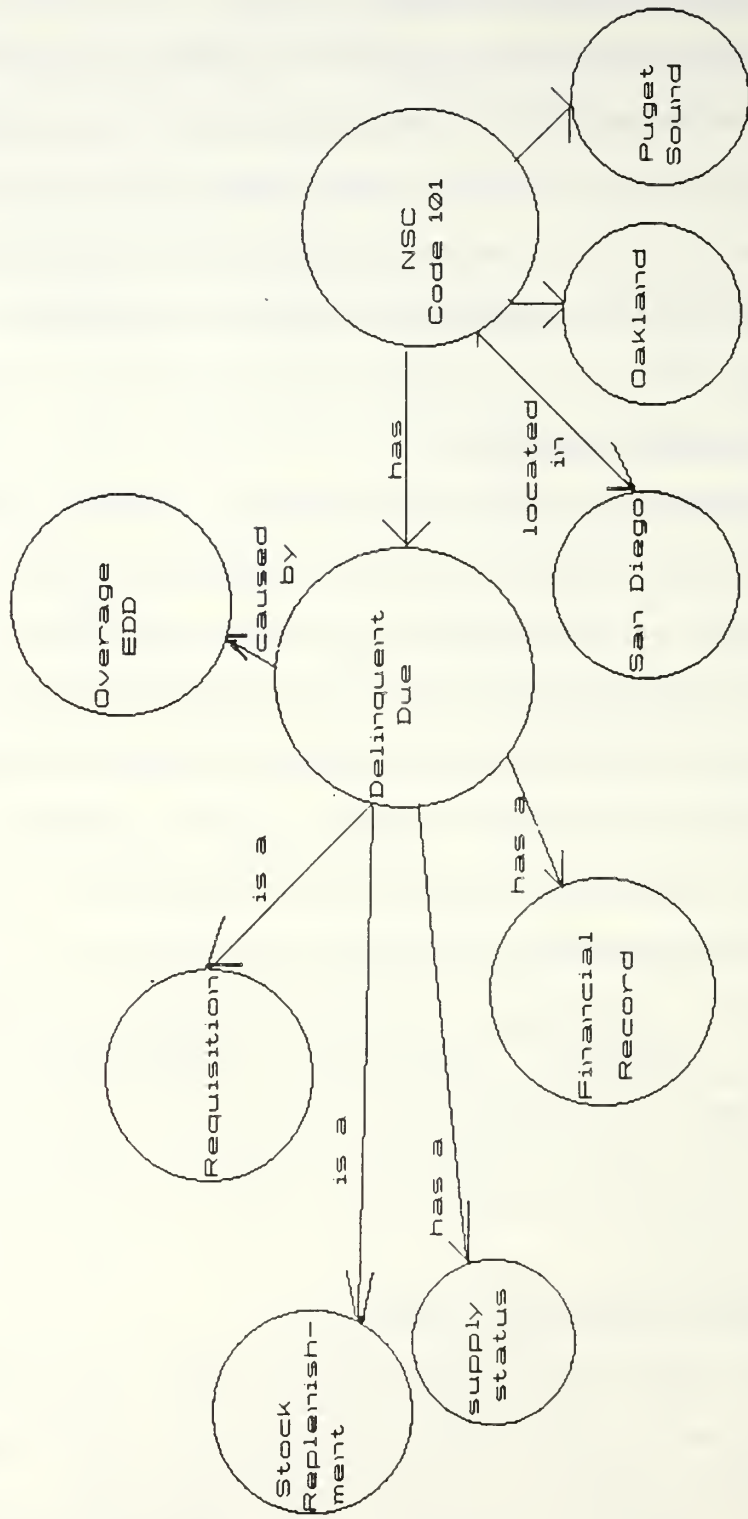 Stock
Replenish-
ment
supply
status
is a
has a
Requisition
is a
Financial
Record
has a
Overage
EDD
caused
by
Delinquent
Due
has
San Diego
located
in
NSC
Code 101
Oakland
Puget
Sound